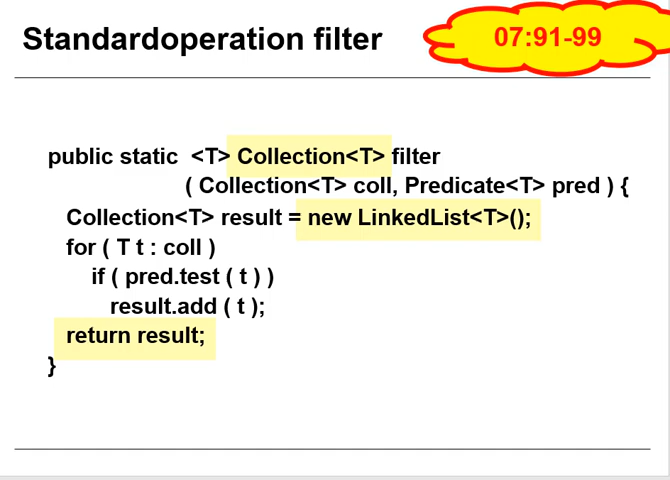 Standardoperation filter
07:91-99
public static <T> Collection<T> filter
( Collection<T> coll, Predicate<T> pred ) {
Collection<T> result = new LinkedList<T>();
for ( T t : coll )
if ( pred.test ( t ) )
result.add ( t );
return result;
}